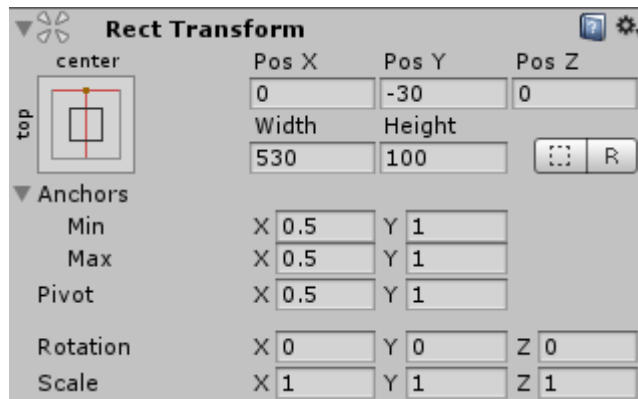 Rect Transform
center
Pos X Pos Y Pos Z
top
0 -30 0
Width Height
530 100 R
Anchors
Min X 0.5 Y 1
Max X 0.5 Y 1
Pivot X 0.5 Y 1
Rotation X 0 Y 0 Z 0
Scale X 1 Y 1 Z 1